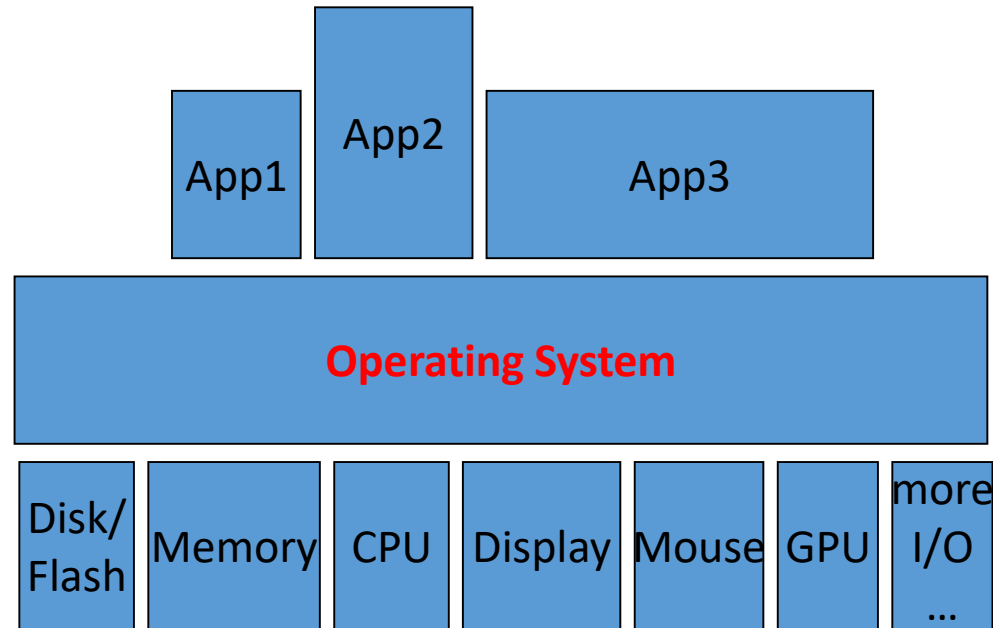 App1
App2
App3
Operating System
Disk/
Flash
Memory
CPU
Display
Mouse
GPU
more
I/O
…